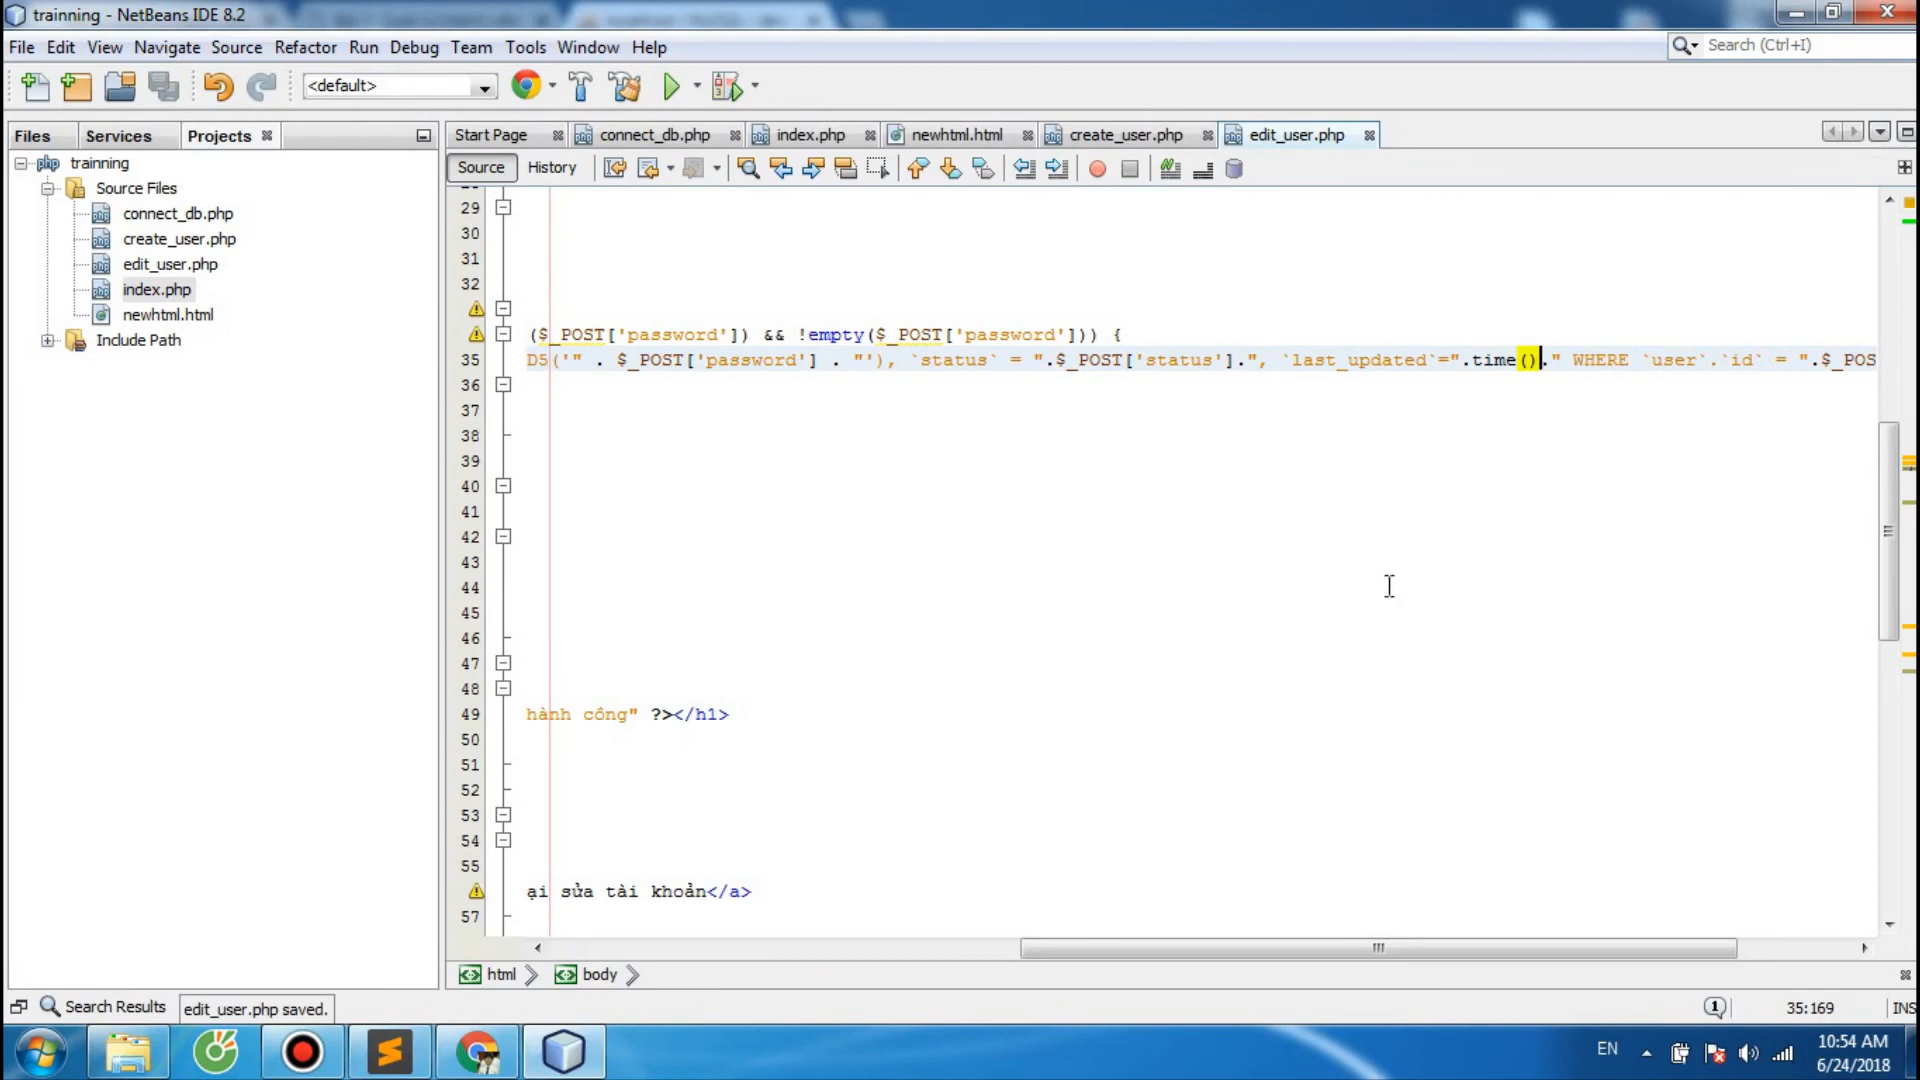 trainning - NetBeans IDE 8.2
File Edit View Navigate Source Refactor Run Debug Team Tools Window Help
Search (Ctrl+I)
<default>
Files Services Projects
Start Page connect_db.php index.php newhtml.html create_user.php edit_user.php
Source History
trainning
Source Files
connect_db.php
create_user.php
edit_user.php
index.php
newhtml.html
Include Path
29
30
31
32
($_POST['password']) && !empty($_POST['password'])) {
35 D5('" . $_POST['password'] . "'), `status` = ".$_POST['status'].", `last_updated`=".time()." WHERE `user`.`id` = ".$_POS
36
37
38
39
40
41
42
43
44
45
46
47
48
49 hành công" ?></h1>
50
51
52
53
54
55
ại sửa tài khoản</a>
57
html body
Search Results edit_user.php saved.
1 35:169 INS
EN
10:54 AM
6/24/2018